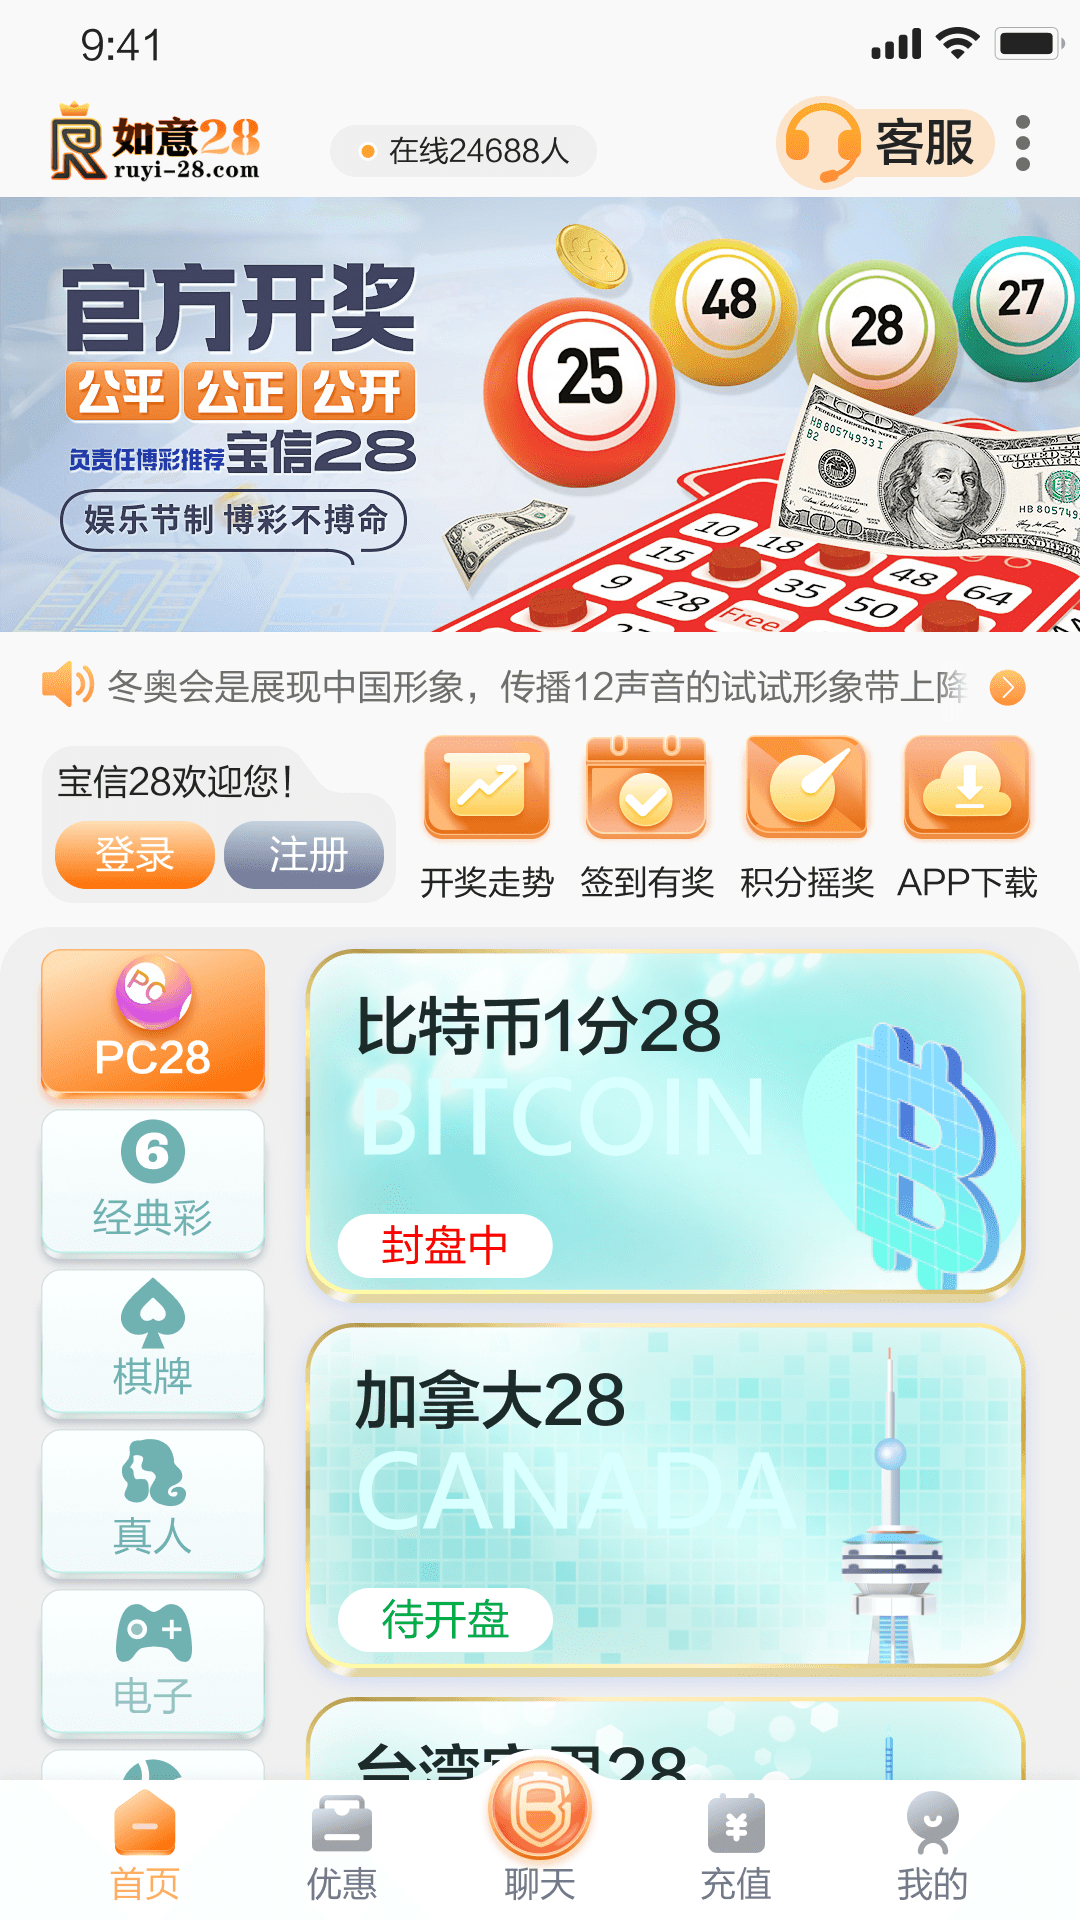 9:41
如意28
ruyi-28.com
在线24688人
客服
官方开奖
公平 公正 公开
负责任博彩推荐宝信28
娱乐节制 博彩不搏命
25
48
28
27
HB 80574933 I
B2
100
HB 805749
10
18
15
35
48
64
9
28
Free
50
冬奥会是展现中国形象，传播12声音的试试形象带上降
宝信28欢迎您！
登录
注册
开奖走势
签到有奖
积分摇奖
APP下载
PC
PC28
6
经典彩
棋牌
真人
电子
比特币1分28
BITCOIN
封盘中
加拿大28
CANADA
待开盘
首页
优惠
聊天
充值
我的